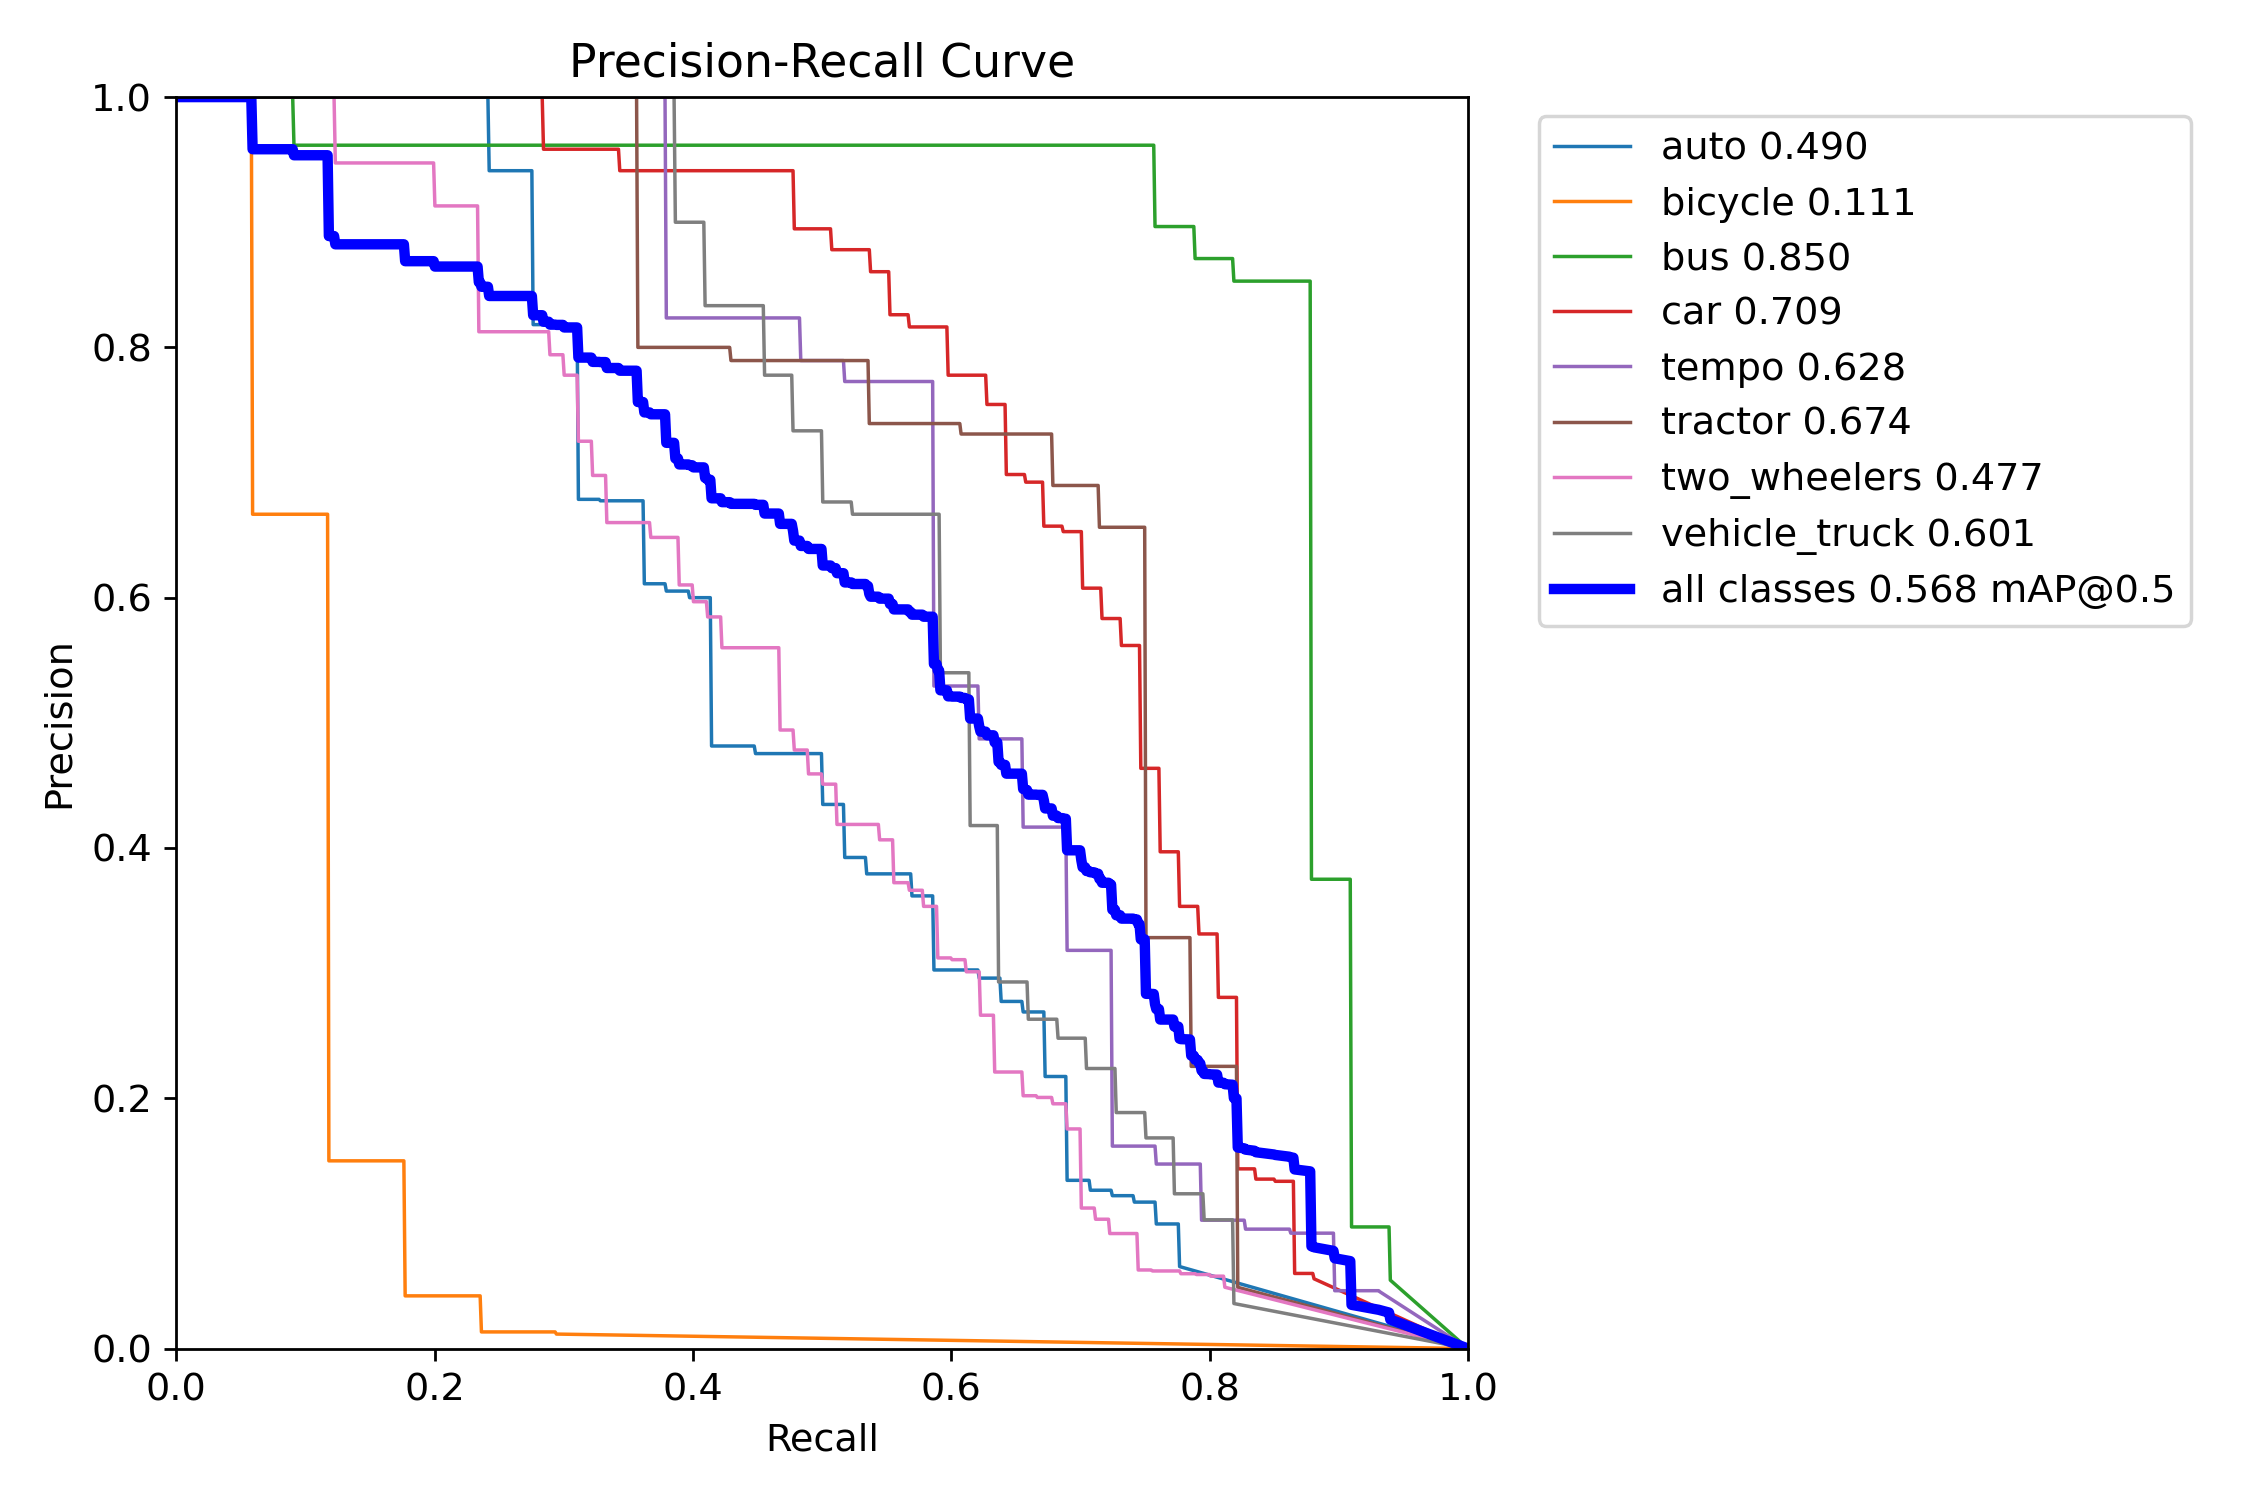 Precision-Recall Curve
1.0
0.8
0.6
0.4
0.2
0.0
Precision
0.0 0.2 0.4 0.6 0.8 1.0
Recall
auto 0.490
bicycle 0.111
bus 0.850
car 0.709
tempo 0.628
tractor 0.674
two_wheelers 0.477
vehicle_truck 0.601
all classes 0.568 mAP@0.5